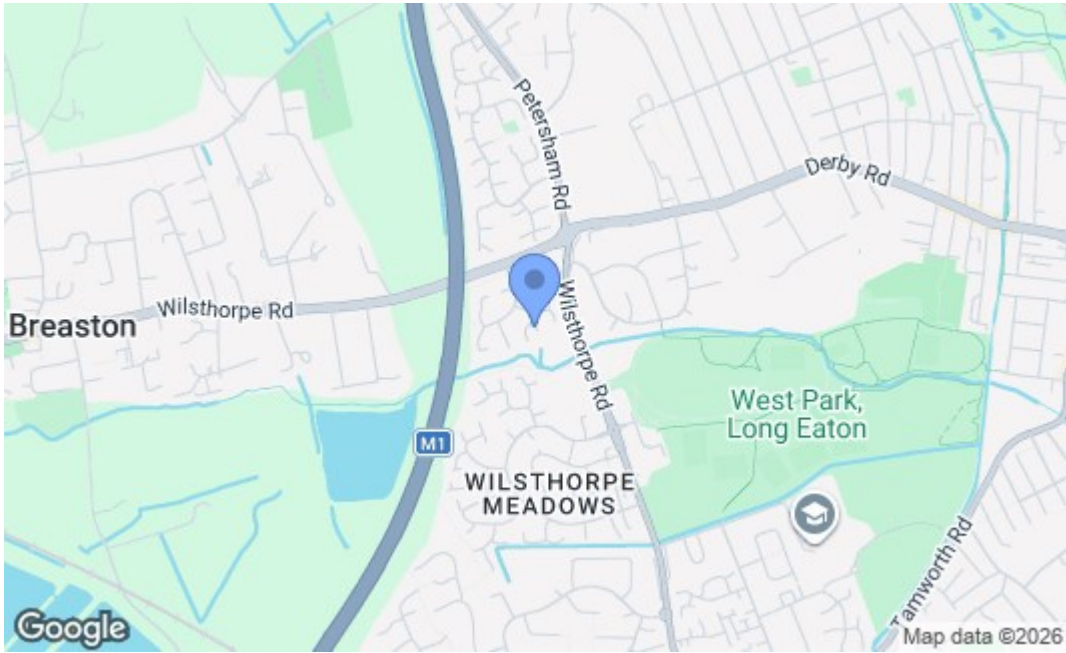 Petersham Rd
Derby Rd
Wilsthorpe Rd
Breaston
Wilsthorpe Rd
West Park,
Long Eaton
M1
WILSTHORPE
MEADOWS
Tamworth Rd
Google
Map data ©2026